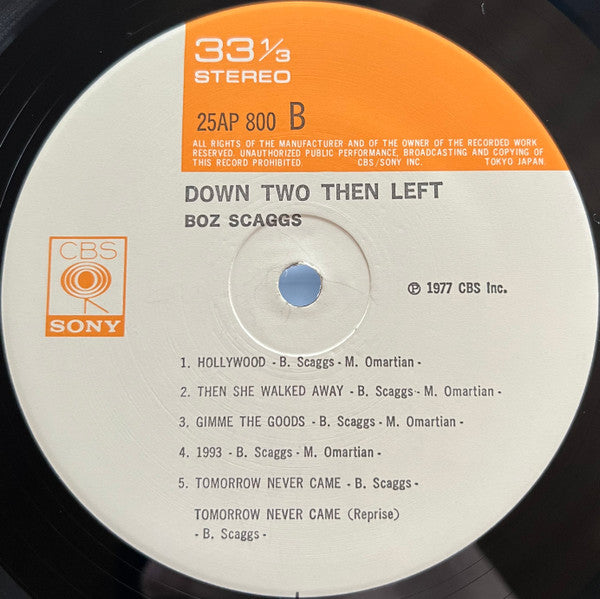 33 1/3
STEREO
25AP 800 B
ALL RIGHTS OF THE MANUFACTURER AND OF THE OWNER OF THE RECORDED WORK
RESERVED. UNAUTHORIZED PUBLIC PERFORMANCE, BROADCASTING AND COPYING OF
THIS RECORD PROHIBITED. CBS/SONY INC. TOKYO JAPAN.
DOWN TWO THEN LEFT
BOZ SCAGGS
CBS
SONY
℗ 1977 CBS Inc.
1. HOLLYWOOD - B. Scaggs - M. Omartian -
2. THEN SHE WALKED AWAY - B. Scaggs - M. Omartian -
3. GIMME THE GOODS - B. Scaggs - M. Omartian -
4. 1993 - B. Scaggs - M. Omartian -
5. TOMORROW NEVER CAME - B. Scaggs -
TOMORROW NEVER CAME (Reprise)
- B. Scaggs -